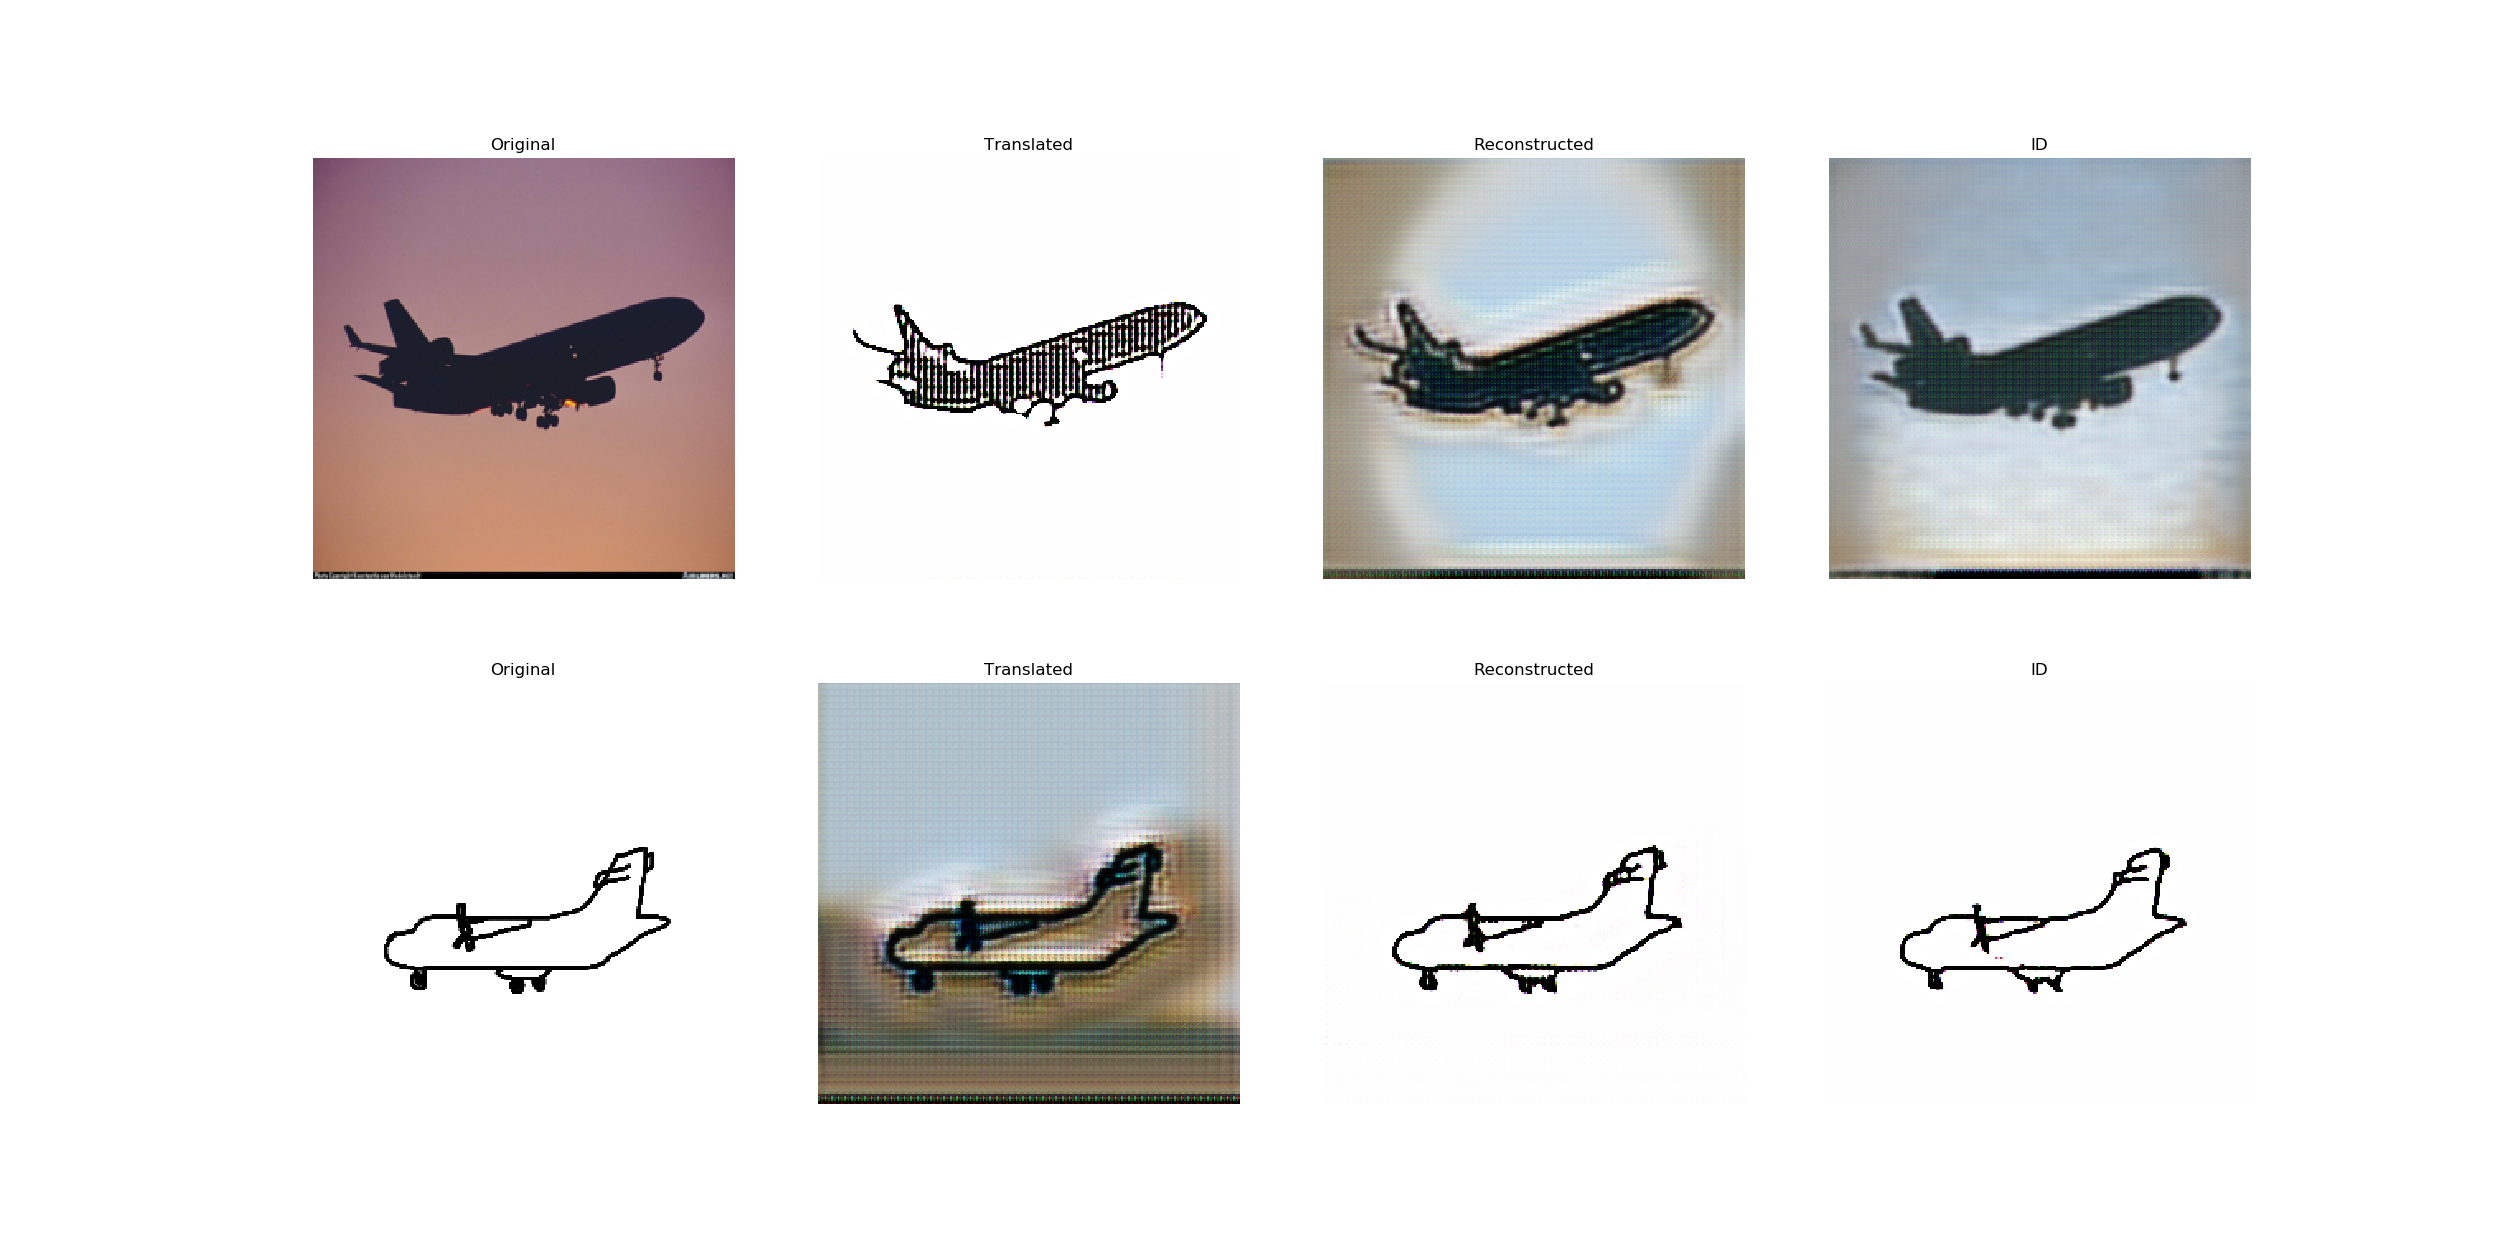 Original
Translated
Reconstructed
ID
Original
Translated
Reconstructed
ID